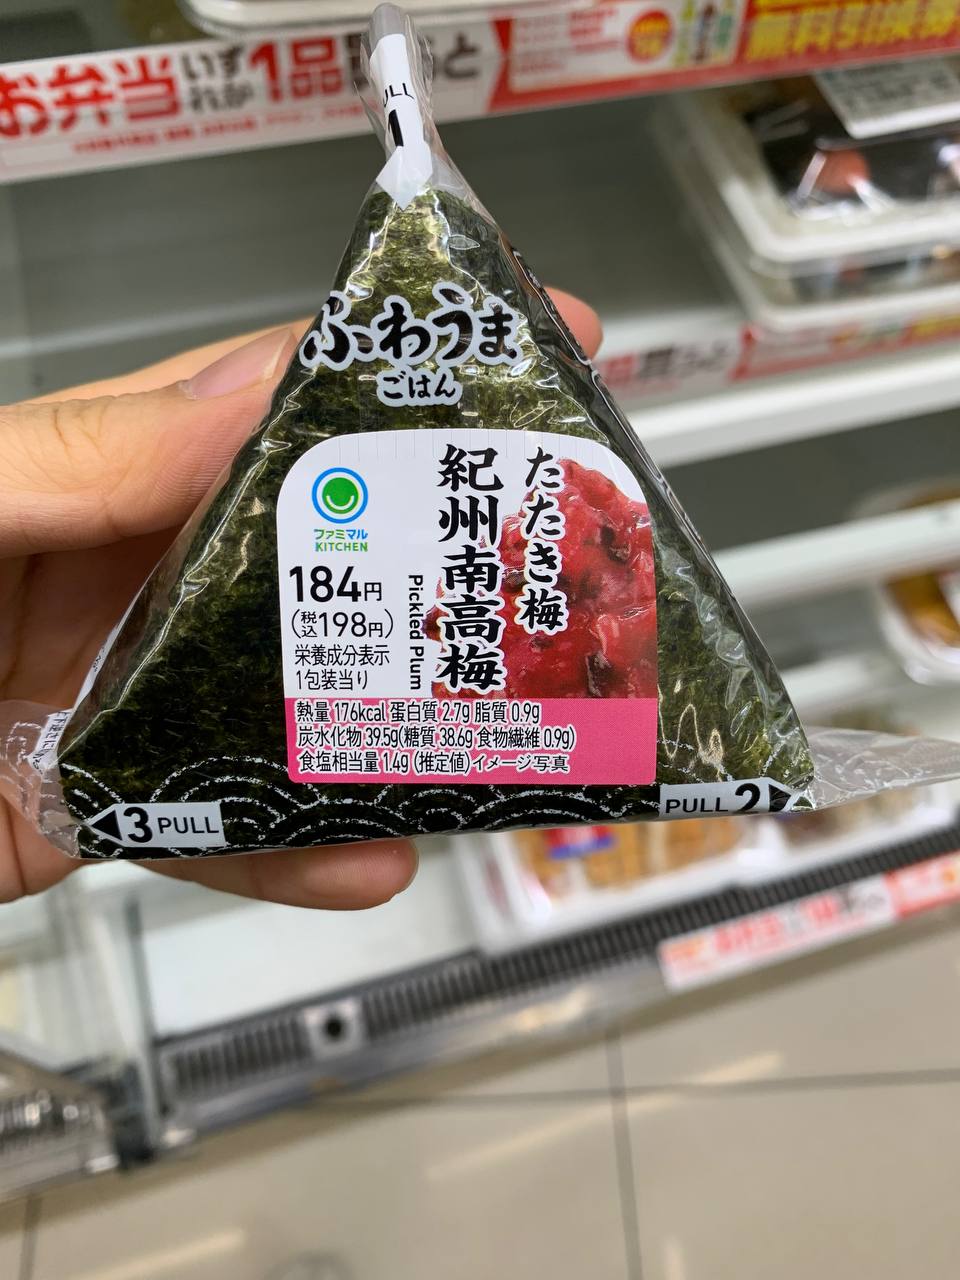 お弁当 いずれか 1品
無料引換券
PULL
1
ふわうま
ごはん
たたき梅
紀州南高梅
Pickled Plum
ファミマル
KITCHEN
184円
(税込198円)
栄養成分表示
1包装当り
熱量 176kcal 蛋白質 2.7g 脂質 0.9g
炭水化物 39.5g(糖質 38.6g 食物繊維 0.9g)
食塩相当量 1.4g (推定値)イメージ写真
3 PULL
PULL 2